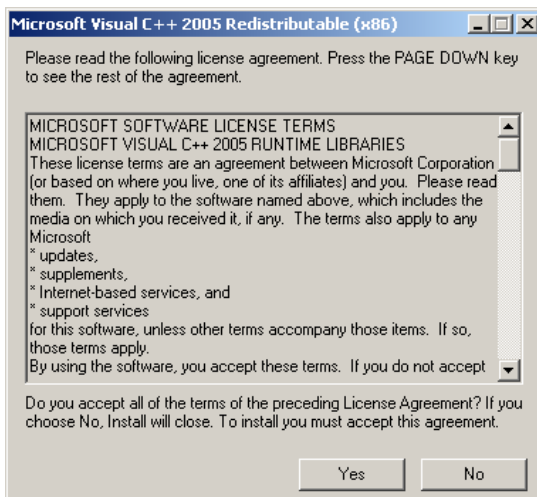 Microsoft Visual C++ 2005 Redistributable (x86)
Please read the following license agreement. Press the PAGE DOWN key
to see the rest of the agreement.
MICROSOFT SOFTWARE LICENSE TERMS
MICROSOFT VISUAL C++ 2005 RUNTIME LIBRARIES
These license terms are an agreement between Microsoft Corporation
(or based on where you live, one of its affiliates) and you.  Please read
them.  They apply to the software named above, which includes the
media on which you received it, if any.  The terms also apply to any
Microsoft
* updates,
* supplements,
* Internet-based services, and
* support services
for this software, unless other terms accompany those items.  If so,
those terms apply.
By using the software, you accept these terms.  If you do not accept
Do you accept all of the terms of the preceding License Agreement? If you
choose No, Install will close. To install you must accept this agreement.
Yes No